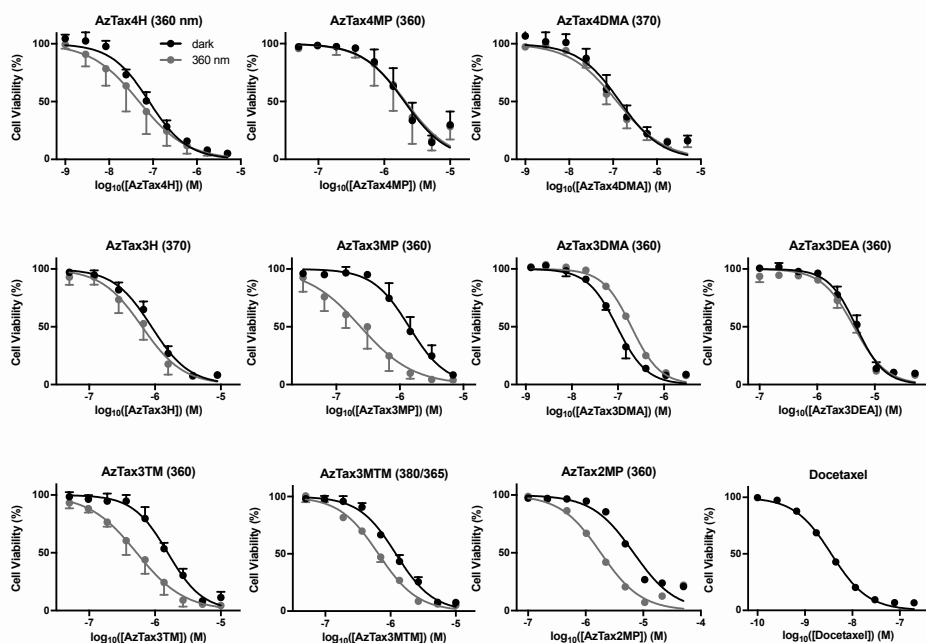 AzTax4H (360 nm)
100
50
0
Cell Viability (%)
dark
360 nm
-9 -8 -7 -6 -5
log10([AzTax4H]) (M)
AzTax4MP (360)
100
50
0
Cell Viability (%)
-8 -7 -6 -5
log10([AzTax4MP]) (M)
AzTax4DMA (370)
100
50
0
Cell Viability (%)
-9 -8 -7 -6 -5
log10([AzTax4DMA]) (M)
AzTax3H (370)
100
50
0
Cell Viability (%)
-7 -6 -5
log10([AzTax3H]) (M)
AzTax3MP (360)
100
50
0
Cell Viability (%)
-7 -6 -5
log10([AzTax3MP]) (M)
AzTax3DMA (360)
100
50
0
Cell Viability (%)
-9 -8 -7 -6
log10([AzTax3DMA]) (M)
AzTax3DEA (360)
100
50
0
Cell Viability (%)
-7 -6 -5 -4
log10([AzTax3DEA]) (M)
AzTax3TM (360)
100
50
0
Cell Viability (%)
-7 -6 -5
log10([AzTax3TM]) (M)
AzTax3MTM (380/365)
100
50
0
Cell Viability (%)
-7 -6 -5
log10([AzTax3MTM]) (M)
AzTax2MP (360)
100
50
0
Cell Viability (%)
-7 -6 -5 -4
log10([AzTax2MP]) (M)
Docetaxel
100
50
0
Cell Viability (%)
-10 -9 -8 -7
log10([Docetaxel]) (M)